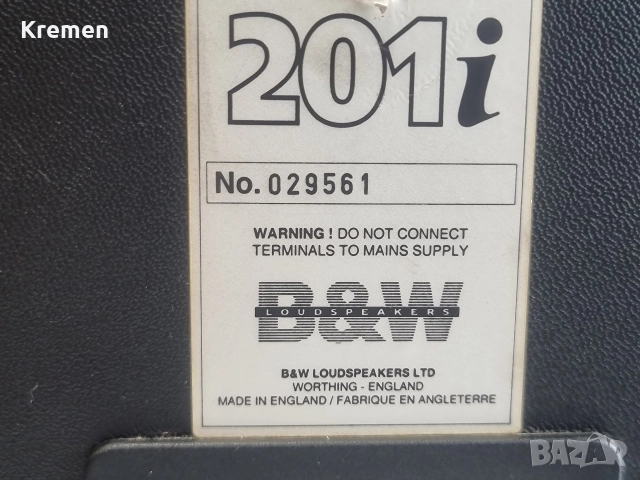 Kremen
201i
No. 029561
WARNING ! DO NOT CONNECT
TERMINALS TO MAINS SUPPLY
B&W
LOUDSPEAKERS
B&W LOUDSPEAKERS LTD
WORTHING - ENGLAND
MADE IN ENGLAND / FABRIQUE EN ANGLETERRE
BAZAR